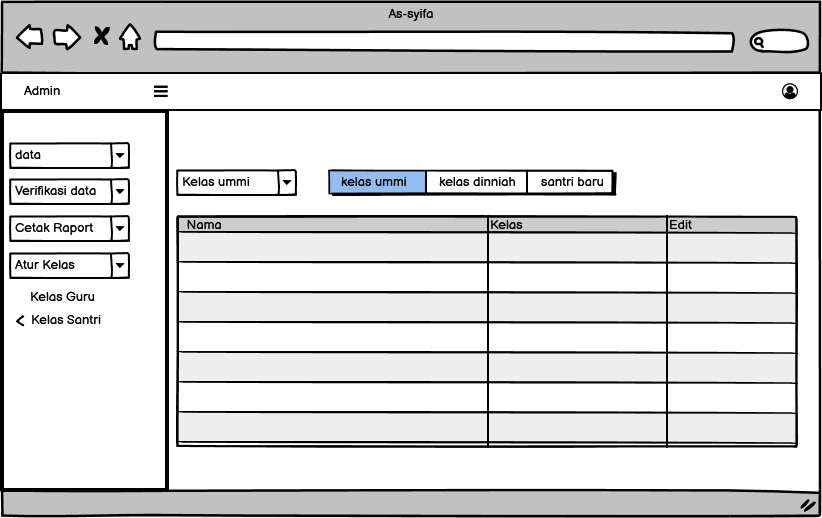 As-syifa
Admin
data
Verifikasi data
Cetak Raport
Atur Kelas
Kelas Guru
Kelas Santri
Kelas ummi
kelas ummi kelas dinniah santri baru
Nama Kelas Edit